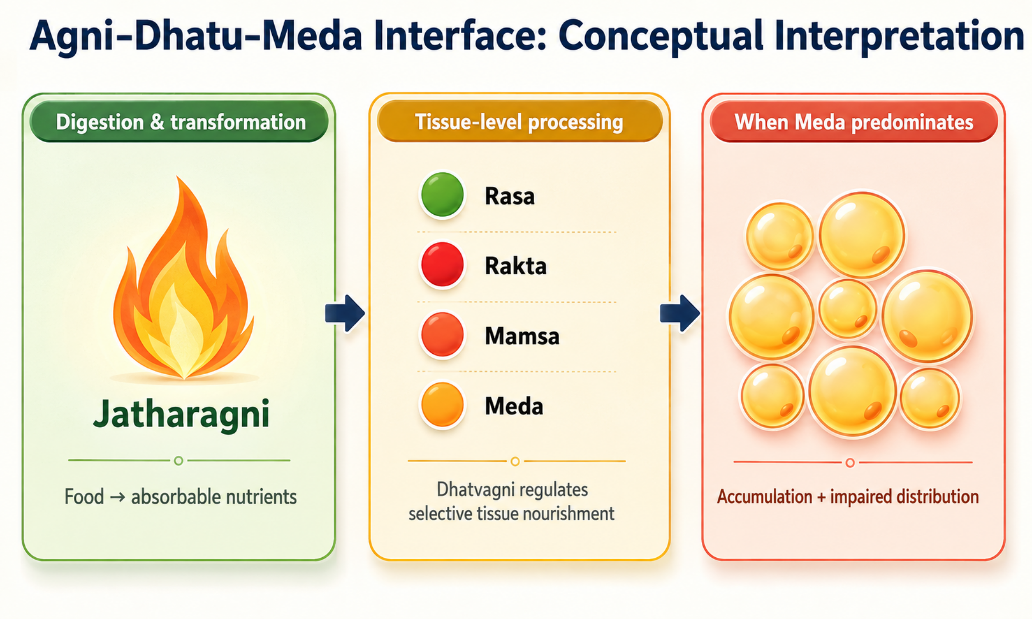 Agni–Dhatu–Meda Interface: Conceptual Interpretation
Digestion & transformation
Jatharagni
Food → absorbable nutrients
Tissue-level processing
Rasa
Rakta
Mamsa
Meda
Dhatvagni regulates
selective tissue nourishment
When Meda predominates
Accumulation + impaired distribution